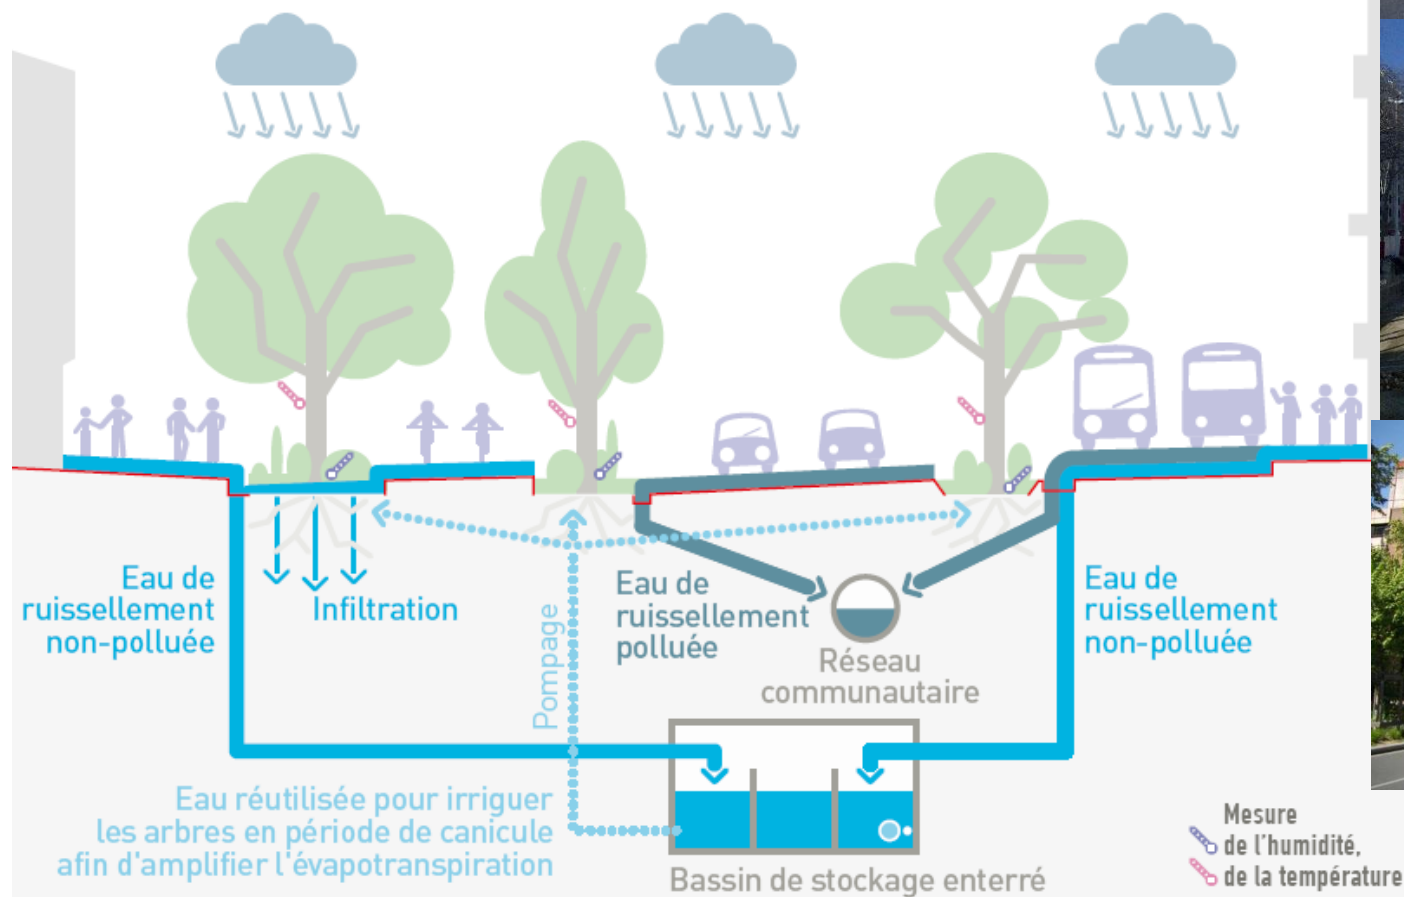 Eau de
ruissellement
non-polluée
Infiltration
Pompage
Eau de
ruissellement
polluée
Réseau
communautaire
Eau de
ruissellement
non-polluée
Eau réutilisée pour irriguer
les arbres en période de canicule
afin d'amplifier l'évapotranspiration
Bassin de stockage enterré
Mesure
de l'humidité,
de la température